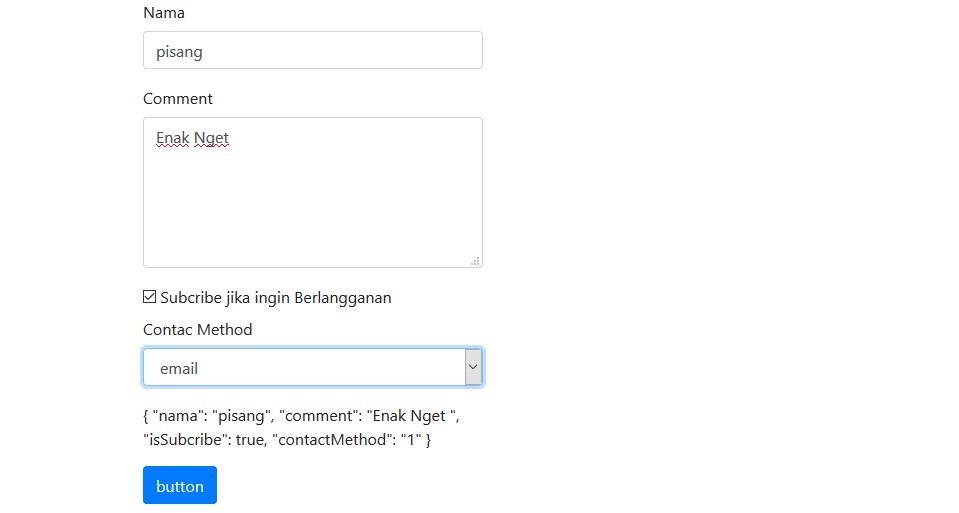 Nama
pisang
Comment
Enak Nget
Subcribe jika ingin Berlangganan
Contac Method
email
{ "nama": "pisang", "comment": "Enak Nget ",
"isSubcribe": true, "contactMethod": "1" }
button